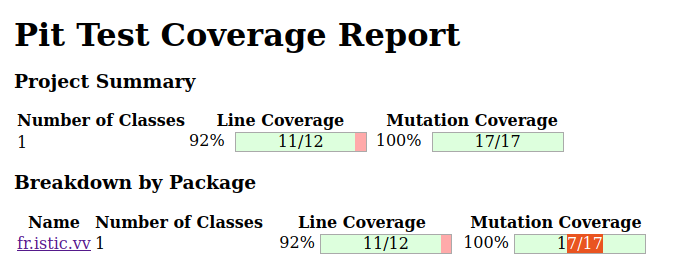 Pit Test Coverage Report
Project Summary
Number of Classes Line Coverage Mutation Coverage
1 92% 11/12 100% 17/17
Breakdown by Package
Name Number of Classes Line Coverage Mutation Coverage
fr.istic.vv 1 92% 11/12 100% 17/17